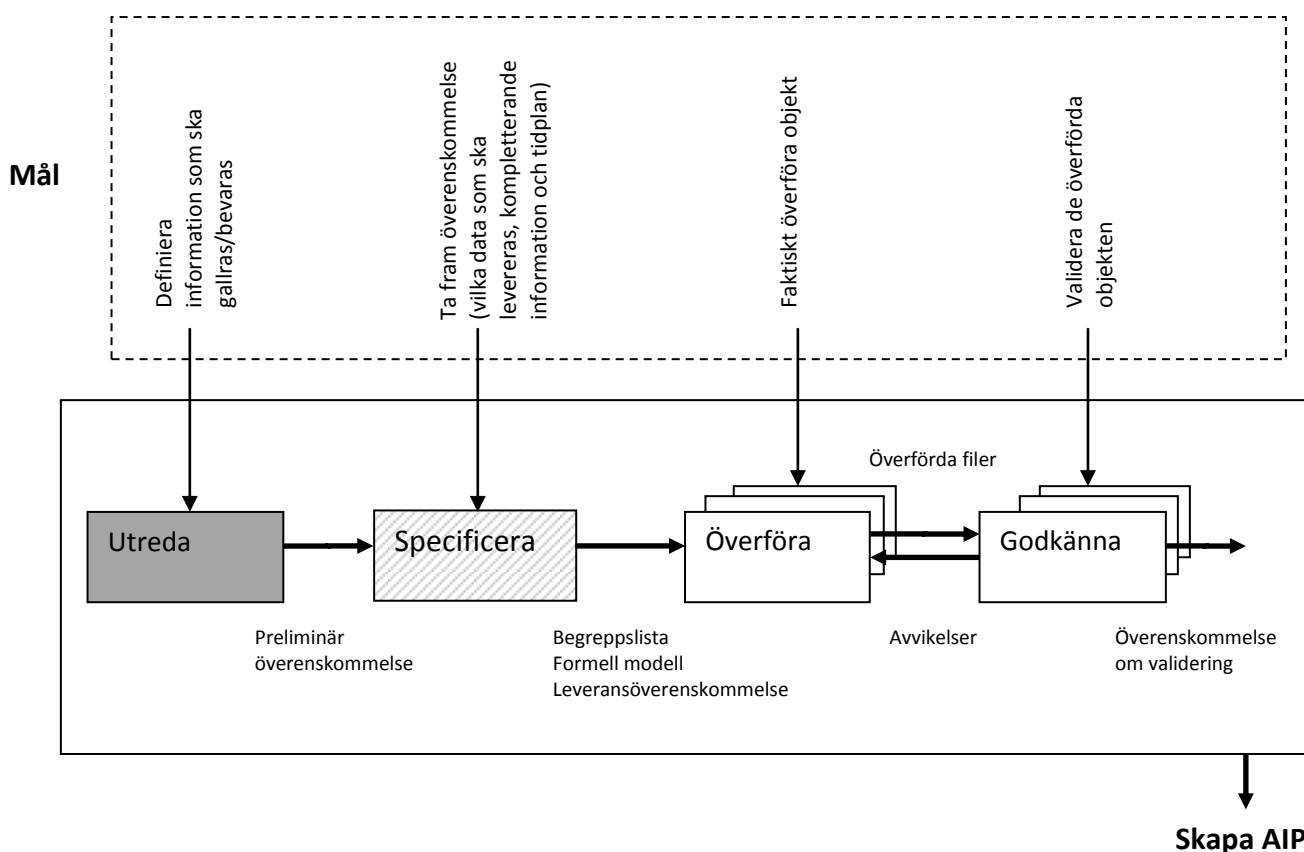 Mål
Definiera
information som ska
gallras/bevaras
Ta fram överenskommelse
(vilka data som ska
levereras, kompletterande
information och tidplan)
Faktiskt överföra objekt
Validera de överförda
objekten
Överförda filer
Utreda
Specificera
Överföra
Godkänna
Preliminär
överenskommelse
Begreppslista
Formell modell
Leveransöverenskommelse
Avvikelser
Överenskommelse
om validering
Skapa AIP